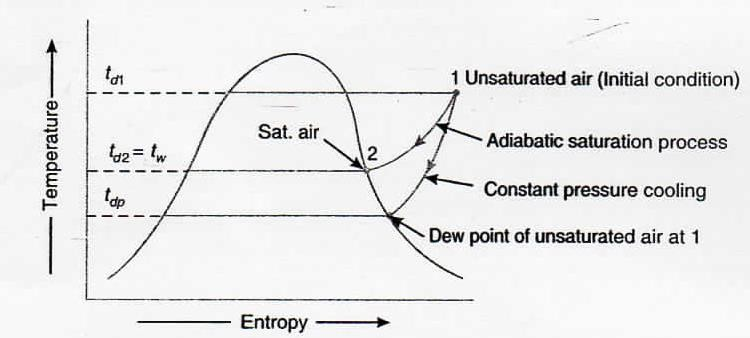 t_d1
1 Unsaturated air (Initial condition)
Sat. air
2
Adiabatic saturation process
t_d2 = t_w
Constant pressure cooling
t_dp
Dew point of unsaturated air at 1
Temperature
Entropy